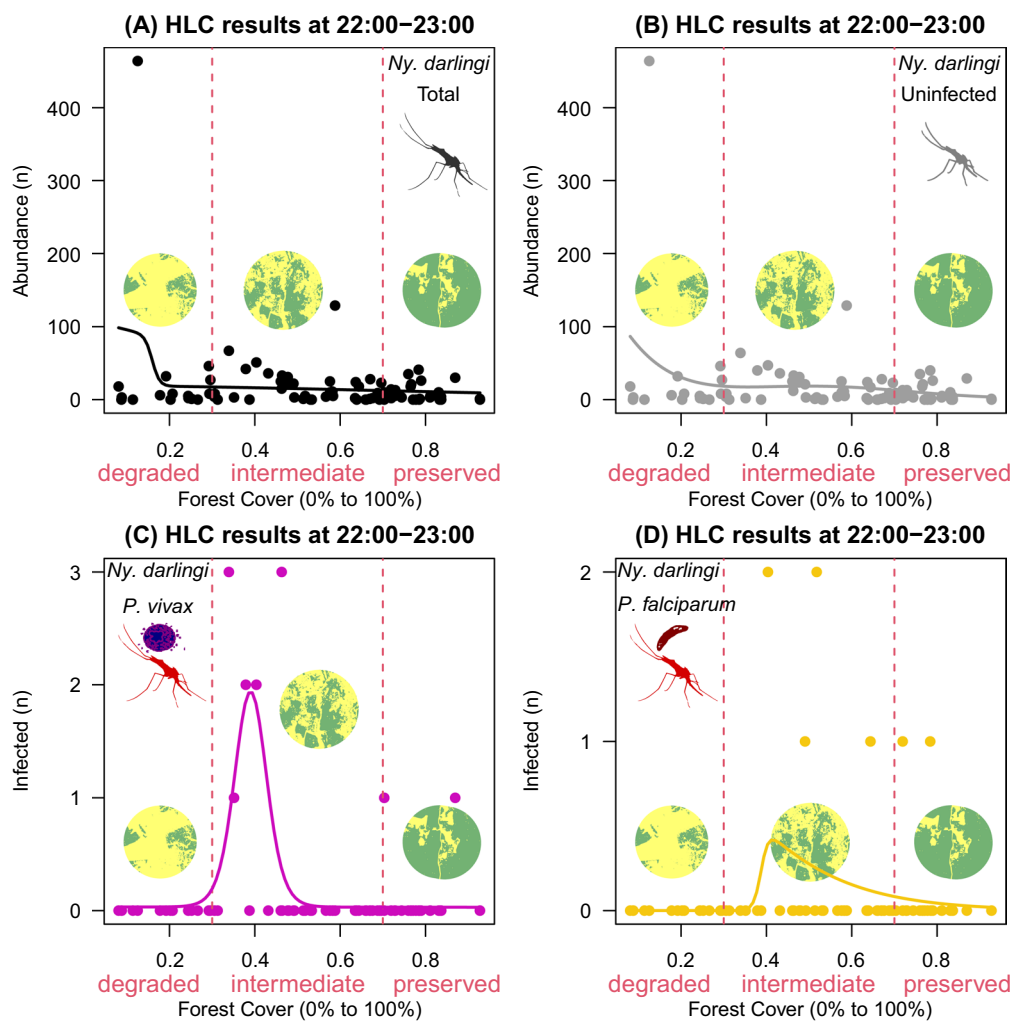 (A) HLC results at 22:00−23:00
Ny. darlingi
Total
400
300
200
100
0
Abundance (n)
0.2 0.4 0.6 0.8
degraded intermediate preserved
Forest Cover (0% to 100%)
(B) HLC results at 22:00−23:00
Ny. darlingi
Uninfected
400
300
200
100
0
Abundance (n)
0.2 0.4 0.6 0.8
degraded intermediate preserved
Forest Cover (0% to 100%)
(C) HLC results at 22:00−23:00
Ny. darlingi
P. vivax
3
2
1
0
Infected (n)
0.2 0.4 0.6 0.8
degraded intermediate preserved
Forest Cover (0% to 100%)
(D) HLC results at 22:00−23:00
Ny. darlingi
P. falciparum
2
1
0
Infected (n)
0.2 0.4 0.6 0.8
degraded intermediate preserved
Forest Cover (0% to 100%)